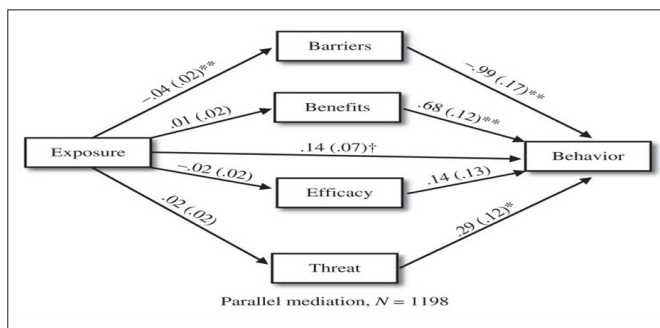 Barriers
-.04 (.02)**
-.99 (.17)**
Benefits
.01 (.02)
.68 (.12)**
Exposure
.14 (.07)†
Behavior
-.02 (.02)
.14 (.13)
Efficacy
.02 (.02)
.29 (.12)*
Threat
Parallel mediation, N = 1198